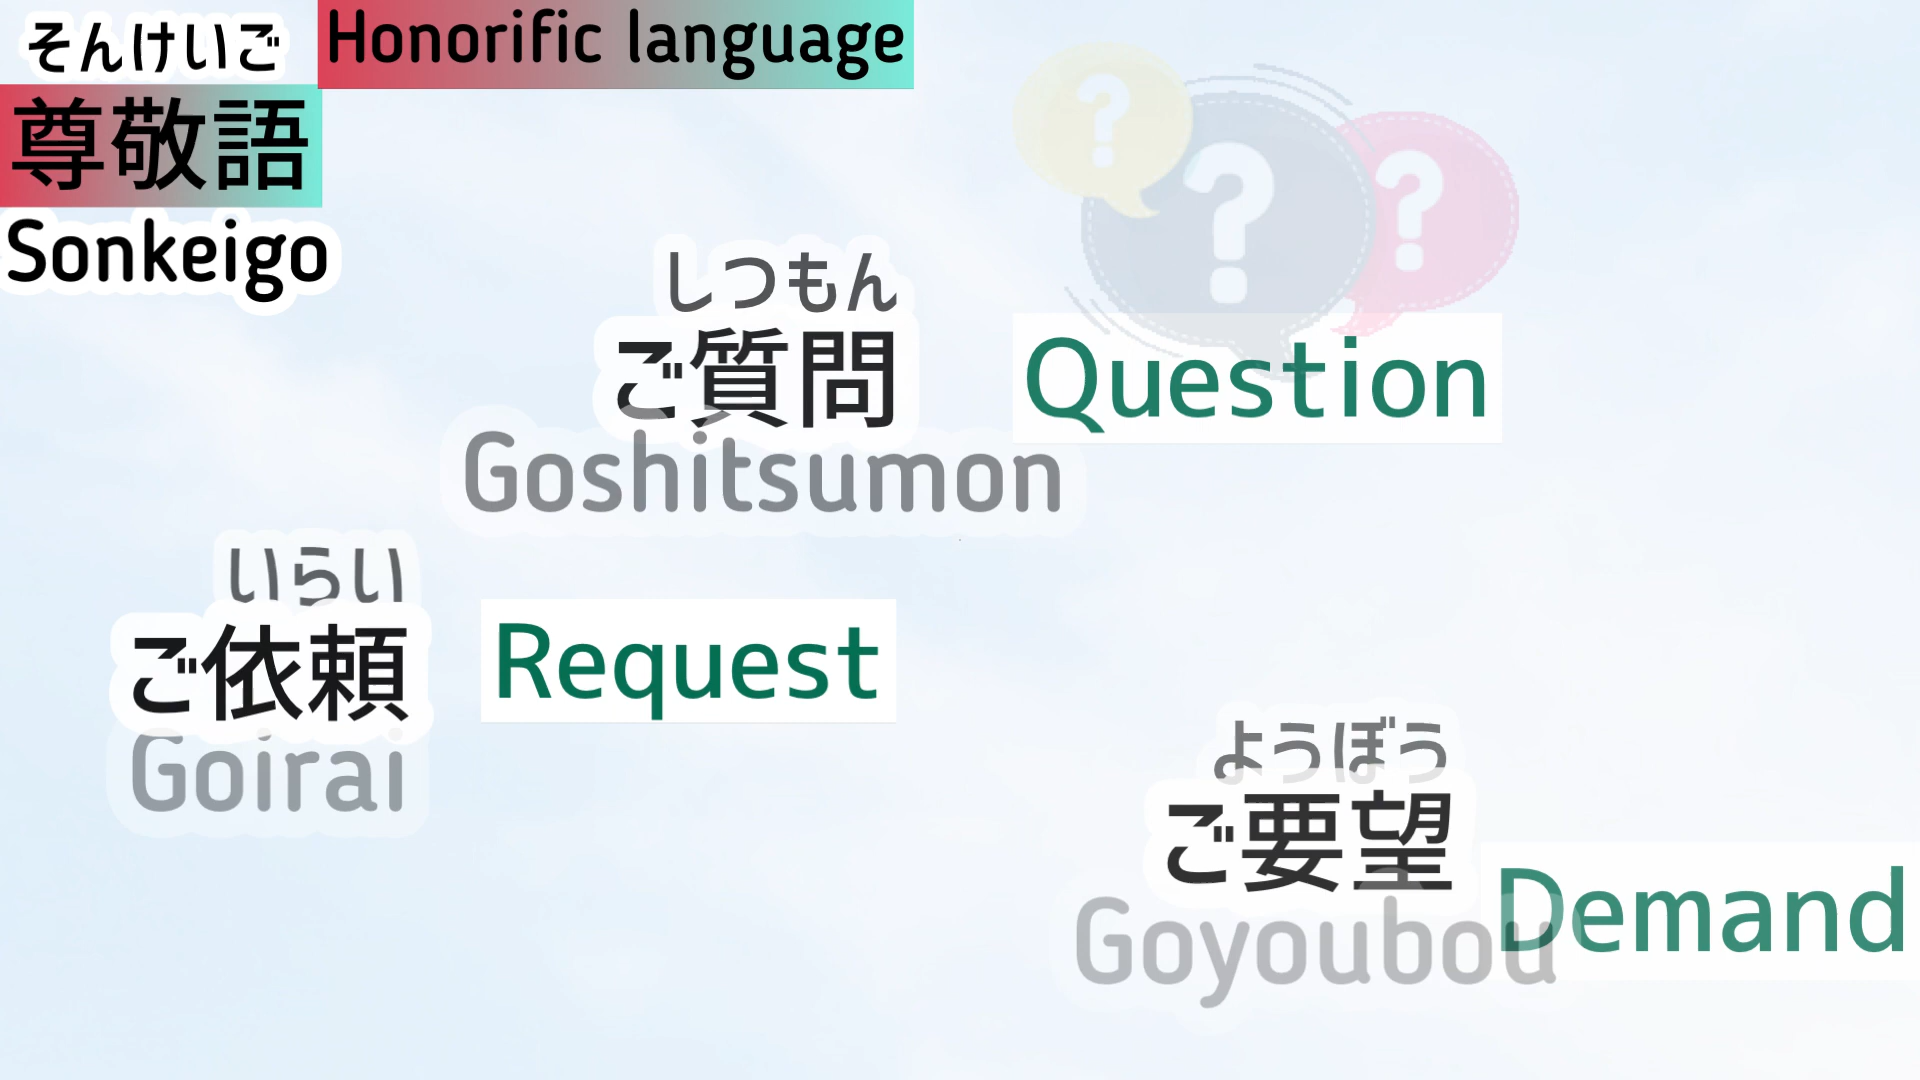 そんけいご
Honorific language
尊敬語
Sonkeigo
? ? ?
しつもん
ご質問
Question
Goshitsumon
いらい
ご依頼
Request
Goirai
ようぼう
ご要望
Demand
Goyoubou